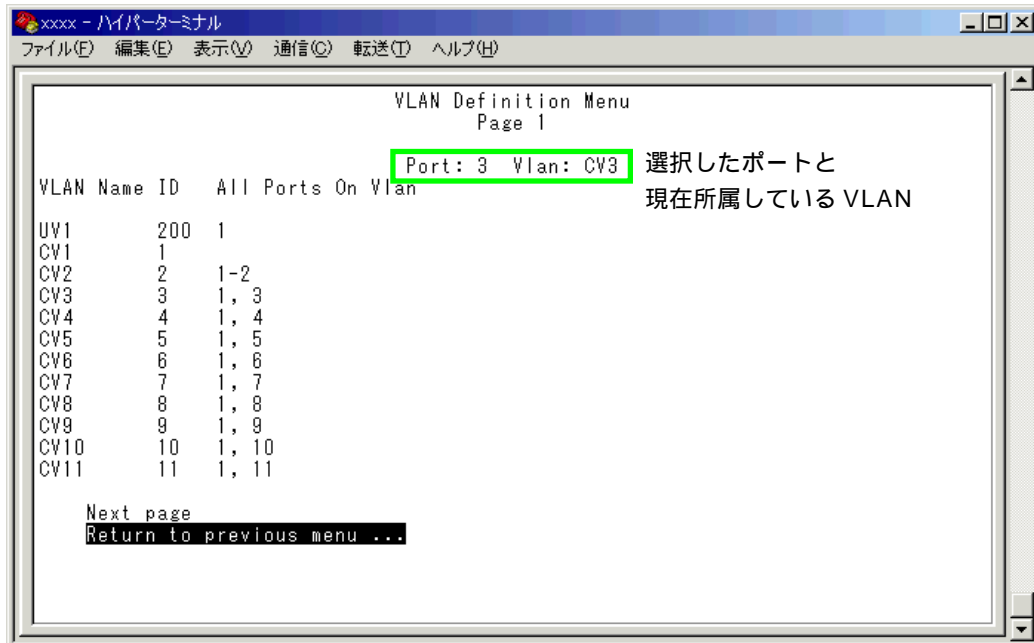 xxxx - ハイパーターミナル
ファイル(F) 編集(E) 表示(V) 通信(C) 転送(T) ヘルプ(H)
VLAN Definition Menu
Page 1
Port: 3 Vlan: CV3
選択したポートと
現在所属している VLAN
VLAN Name ID All Ports On Vlan
UV1 200 1
CV1 1
CV2 2 1-2
CV3 3 1, 3
CV4 4 1, 4
CV5 5 1, 5
CV6 6 1, 6
CV7 7 1, 7
CV8 8 1, 8
CV9 9 1, 9
CV10 10 1, 10
CV11 11 1, 11
Next page
Return to previous menu ...